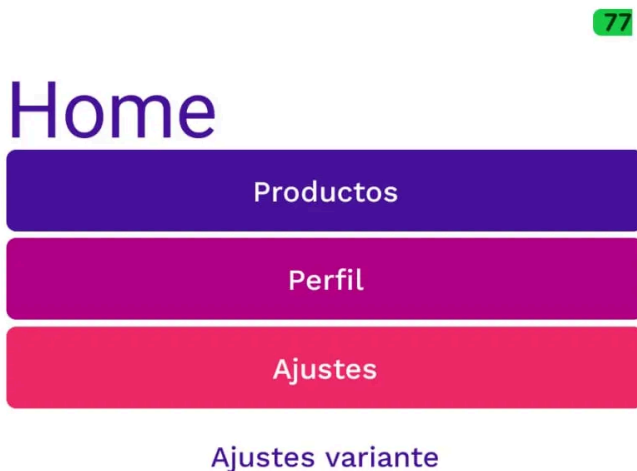 77
Home
Productos
Perfil
Ajustes
Ajustes variante